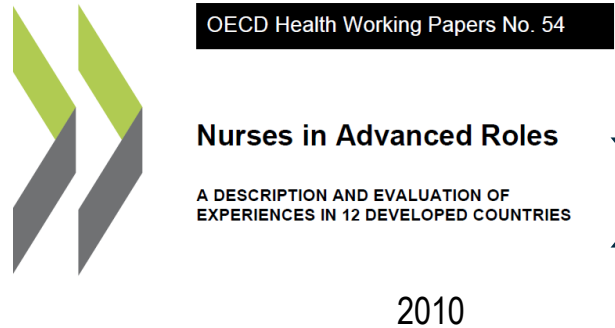 OECD Health Working Papers No. 54
Nurses in Advanced Roles
A DESCRIPTION AND EVALUATION OF
EXPERIENCES IN 12 DEVELOPED COUNTRIES
2010